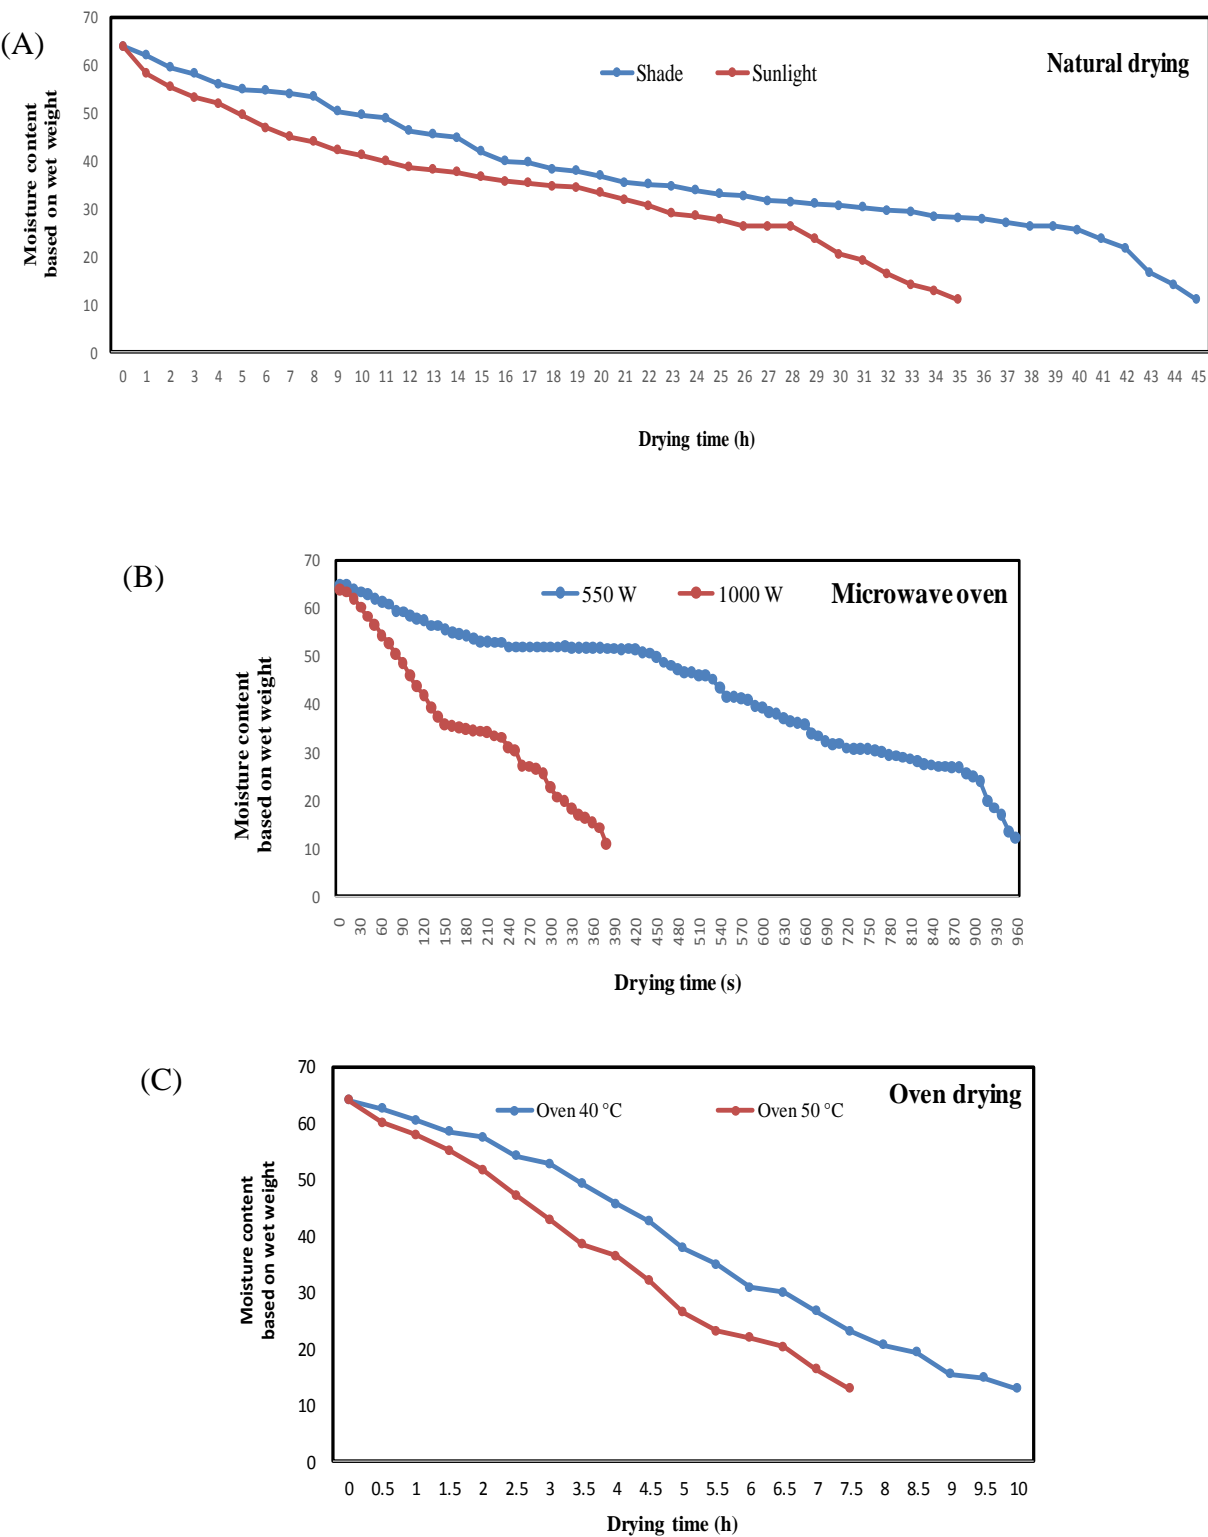 (A)
Natural drying
Shade
Sunlight
Moisture content
based on wet weight
70
60
50
40
30
20
10
0
0 1 2 3 4 5 6 7 8 9 10 11 12 13 14 15 16 17 18 19 20 21 22 23 24 25 26 27 28 29 30 31 32 33 34 35 36 37 38 39 40 41 42 43 44 45
Drying time (h)
(B)
Microwave oven
550 W
1000 W
Moisture content
based on wet weight
70
60
50
40
30
20
10
0
0 30 60 90 120 150 180 210 240 270 300 330 360 390 420 450 480 510 540 570 600 630 660 690 720 750 780 810 840 870 900 930 960
Drying time (s)
(C)
Oven drying
Oven 40 °C
Oven 50 °C
Moisture content
based on wet weight
70
60
50
40
30
20
10
0
0 0.5 1 1.5 2 2.5 3 3.5 4 4.5 5 5.5 6 6.5 7 7.5 8 8.5 9 9.5 10
Drying time (h)